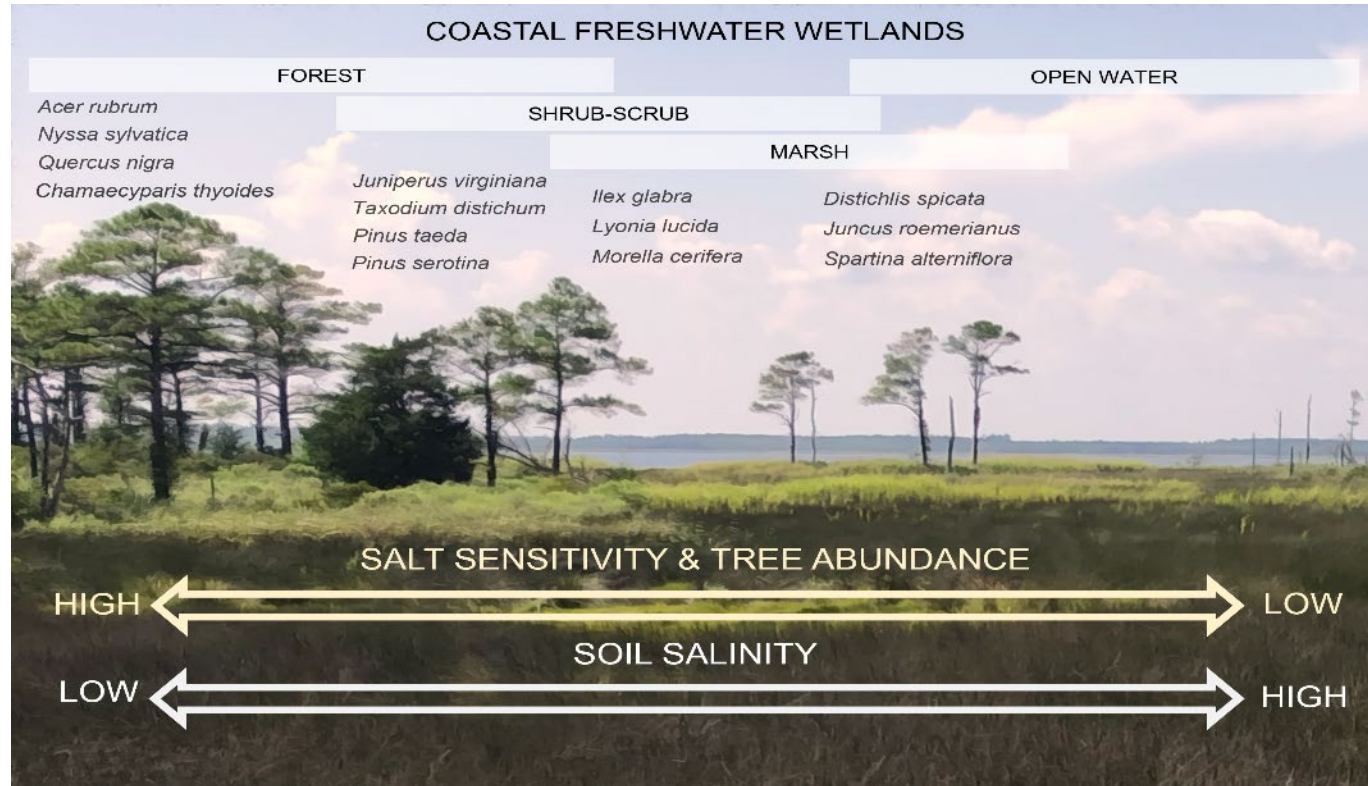 COASTAL FRESHWATER WETLANDS
FOREST
OPEN WATER
SHRUB-SCRUB
MARSH
Acer rubrum
Nyssa sylvatica
Quercus nigra
Chamaecyparis thyoides
Juniperus virginiana
Taxodium distichum
Pinus taeda
Pinus serotina
Ilex glabra
Lyonia lucida
Morella cerifera
Distichlis spicata
Juncus roemerianus
Spartina alterniflora
SALT SENSITIVITY & TREE ABUNDANCE
HIGH
LOW
SOIL SALINITY
LOW
HIGH